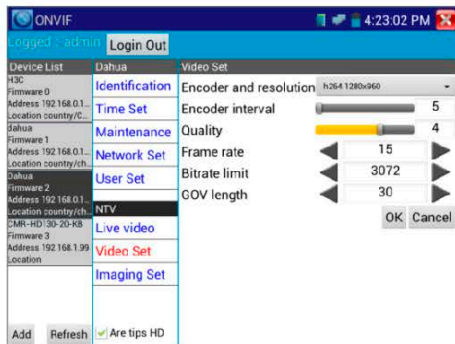 ONVIF
4:23:02 PM
Logged : admin
Login Out
Device List
H3C
Firmware 0
Address 192.168.0.1...
Location country/C...
dahua
Firmware 1
Address 192.168.0.1...
Location country/ch...
Dahua
Firmware 2
Address 192.168.0.1...
Location country/ch...
CMR-HD|30-20-K8
Firmware 3
Address 192.168.1.99
Location
Add
Refresh
Dahua
Identification
Time Set
Maintenance
Network Set
User Set
NTV
Live video
Video Set
Imaging Set
Are tips HD
Video Set
Encoder and resolution h264 1280x960
Encoder interval 5
Quality 4
Frame rate 15
Bitrate limit 3072
GOV length 30
OK Cancel